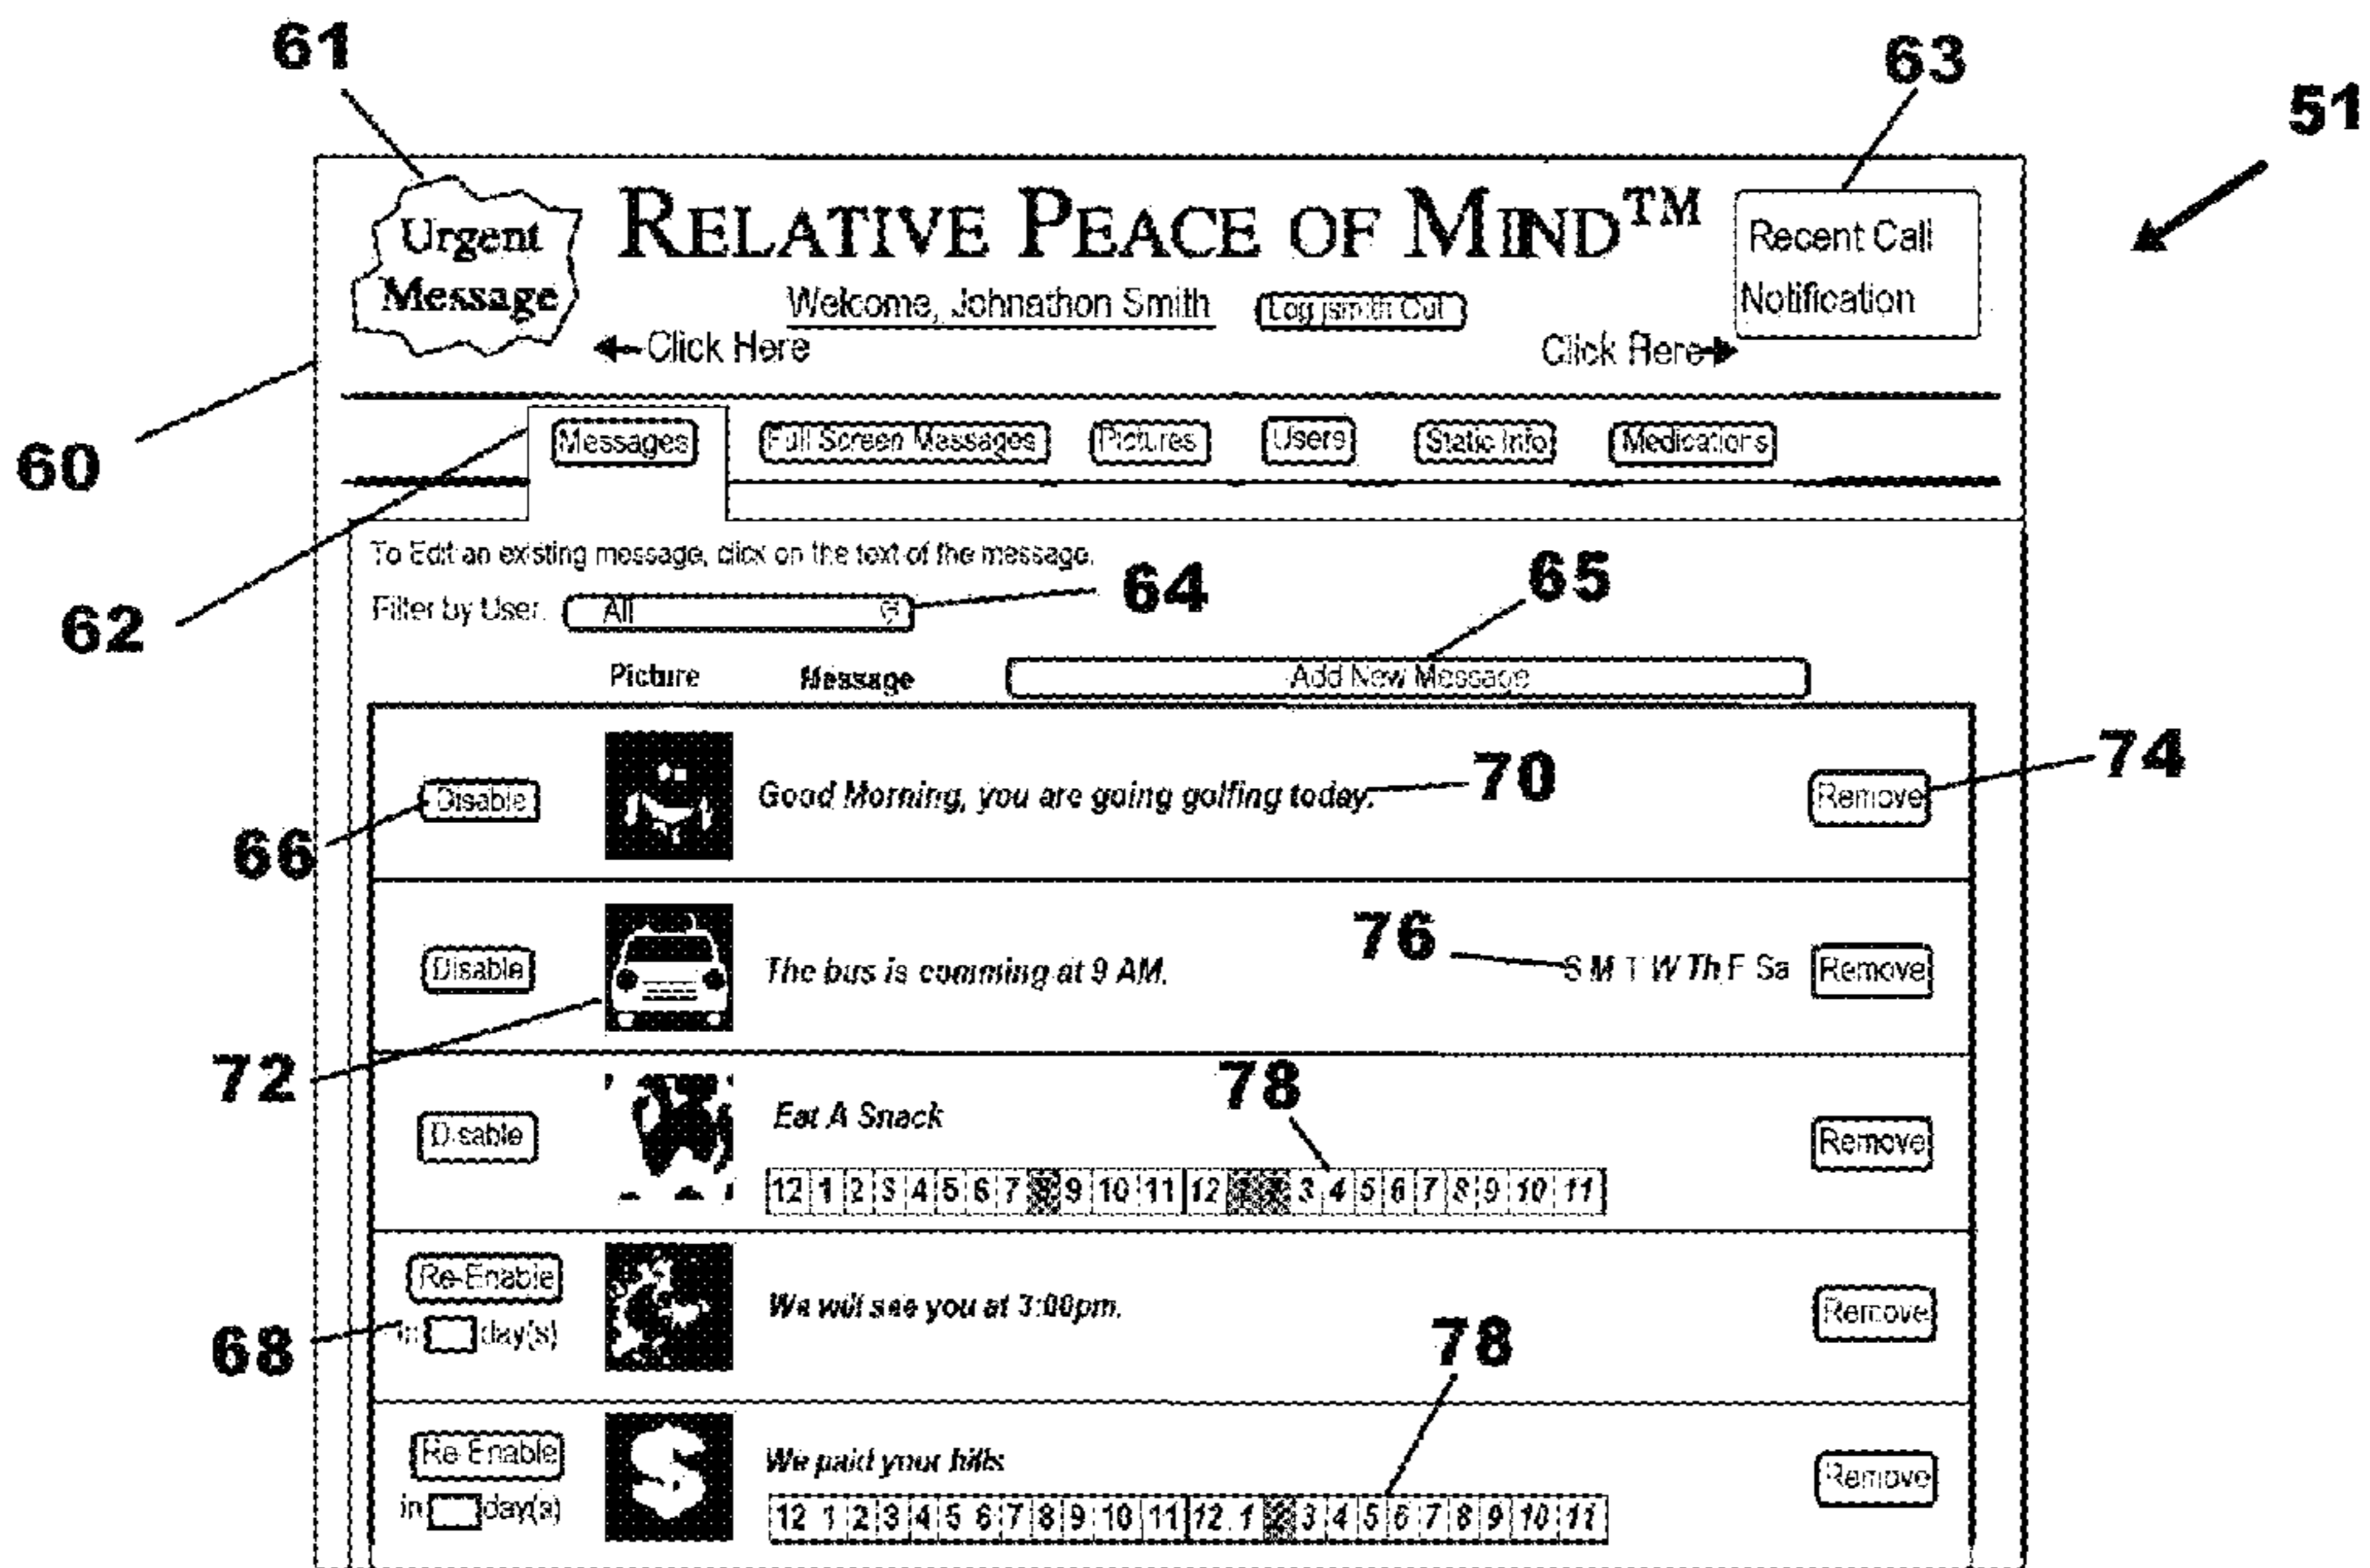 61
63
51
Urgent Message
RELATIVE PEACE OF MIND™
Recent Call Notification
Welcome, Johnathon Smith
Log jsmith Out
Click Here
Click Here
60
Messages Full Screen Messages Pictures Users Static Info Medications
To Edit an existing message, click on the text of the message.
62
Filter by User. All
64
65
Picture Message Add New Message
Disable Good Morning, you are going golfing today. 70 Remove 74
66
76
Disable The bus is comming at 9 AM. S M T W Th F Sa Remove
72
78
Disable Eat A Snack Remove
12 1 2 3 4 5 6 7 8 9 10 11 12 1 2 3 4 5 6 7 8 9 10 11
Re-Enable
We will see you at 3:00pm. Remove
68 in day(s)
78
Re-Enable We paid your bills Remove
in day(s) 12 1 2 3 4 5 6 7 8 9 10 11 12 1 2 3 4 5 6 7 8 9 10 11